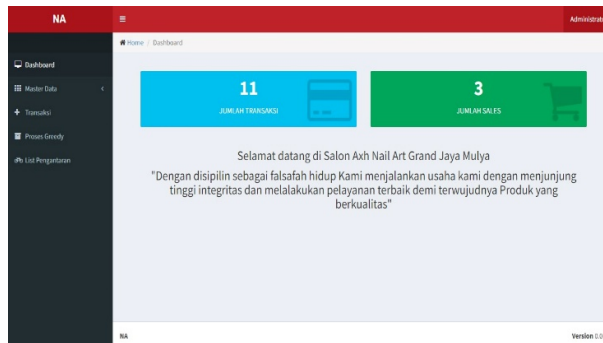 NA
Administrato
Home / Dashboard
Dashboard
Master Data
Transaksi
Proses Greedy
List Pengantaran
11
JUMLAH TRANSAKSI
3
JUMLAH SALES
Selamat datang di Salon Axh Nail Art Grand Jaya Mulya
"Dengan disipilin sebagai falsafah hidup Kami menjalankan usaha kami dengan menjunjung
tinggi integritas dan melalakukan pelayanan terbaik demi terwujudnya Produk yang
berkualitas"
NA
Version 0.0